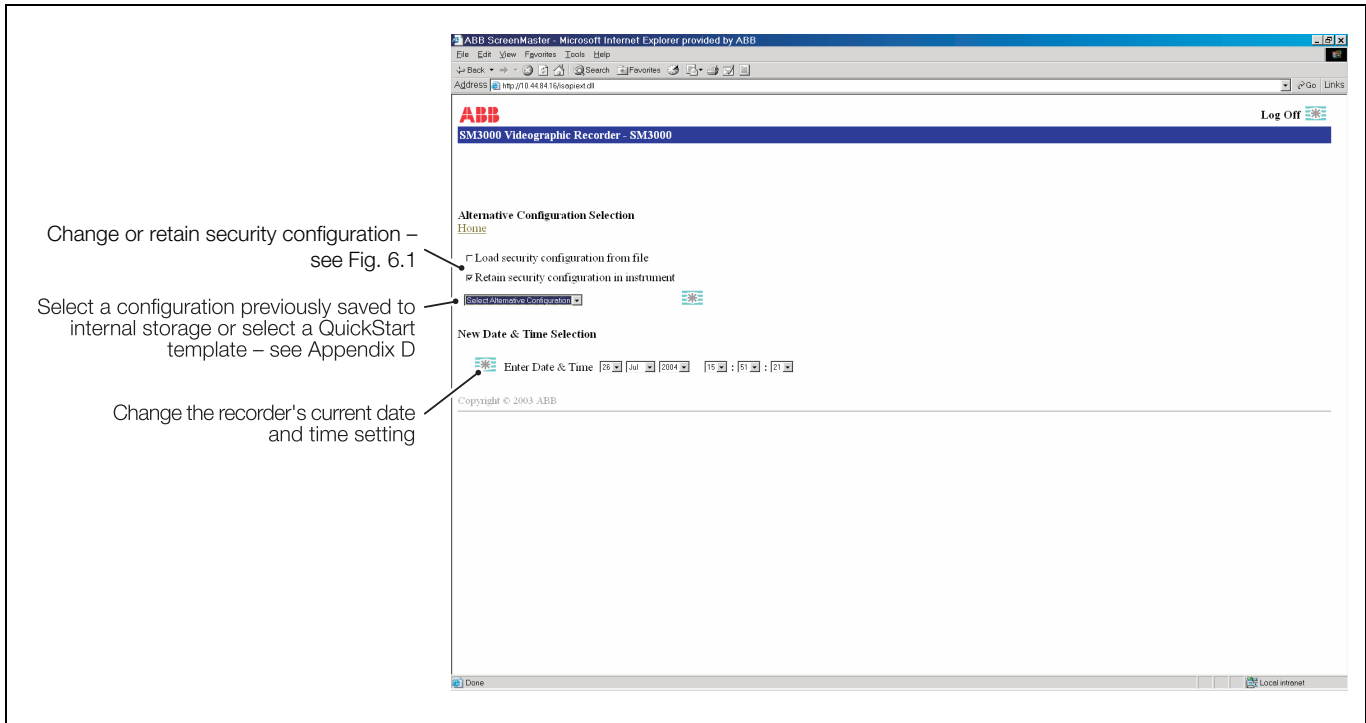 ABB ScreenMaster - Microsoft Internet Explorer provided by ABB
File Edit View Favorites Tools Help
Back Search Favorites
Address http://10.44.84.16/isapiext.dll Go Links
ABB
Log Off
SM3000 Videographic Recorder - SM3000
Alternative Configuration Selection
Home
Change or retain security configuration –
see Fig. 6.1
Load security configuration from file
Retain security configuration in instrument
Select a configuration previously saved to
internal storage or select a QuickStart
template – see Appendix D
Select Alternative Configuration
New Date & Time Selection
Enter Date & Time 26 Jul 2004 15 : 51 : 21
Change the recorder's current date
and time setting
Copyright © 2003 ABB
Done
Local intranet